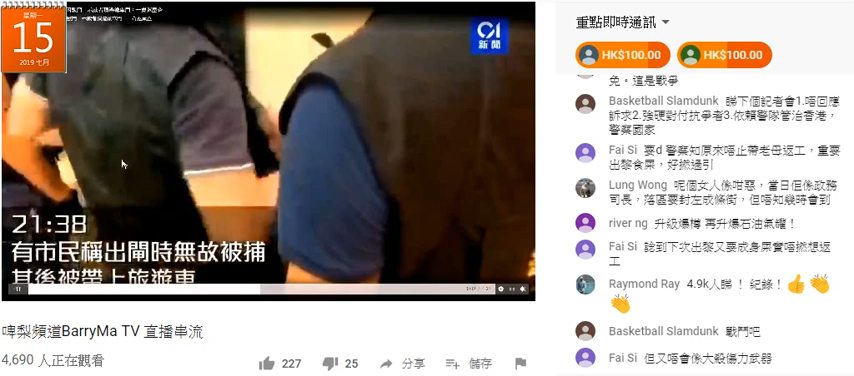 星期一
15
2019 七月
01
新聞
21:38
有市民稱出閘時無故被捕
其後被帶上旅遊車
啤梨頻道BarryMa TV 直播串流
4,690 人正在觀看
227
25
分享
儲存
重點即時通訊
HK$100.00
HK$100.00
免。這是戰爭
Basketball Slamdunk 睇下個記者會1.唔回應
訴求2.強硬對付抗爭者3.依賴警隊管治香港，
警察國家
Fai Si 要d 警察知原來唔止帶老母返工，重要
出黎食屎，好撚過引
Lung Wong 呢個女人係咁惡，當日佢係政務
司長，落區要封左成條街，但唔知幾時會到
river ng 升級爆樽 再升爆石油氣罐！
Fai Si 諗到下次出黎又要成身屎實唔撚想返
工
Raymond Ray 4.9k人睇！ 紀錄！
Basketball Slamdunk 戰鬥吧
Fai Si 但又唔會係大殺傷力武器